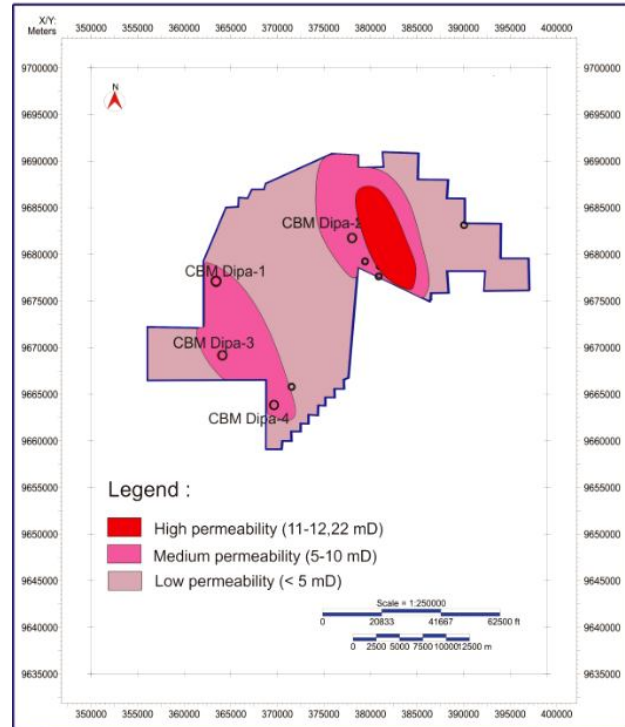 X/Y:
Meters
350000 355000 360000 365000 370000 375000 380000 385000 390000 395000 400000
9700000 9700000
9695000 9695000
N
9690000 9690000
9685000 9685000
CBM Dipa-2
9680000 9680000
CBM Dipa-1
9675000 9675000
9670000 9670000
CBM Dipa-3
9665000 9665000
CBM Dipa-4
9660000 9660000
9655000 9655000
Legend :
9650000 9650000
High permeability (11-12,22 mD)
Medium permeability (5-10 mD)
9645000 9645000
Low permeability (< 5 mD)
Scale = 1:250000
9640000 9640000
0 20833 41667 62500 ft
0 2500 5000 7500 10000 12500 m
9635000 9635000
350000 355000 360000 365000 370000 375000 380000 385000 390000 395000 400000